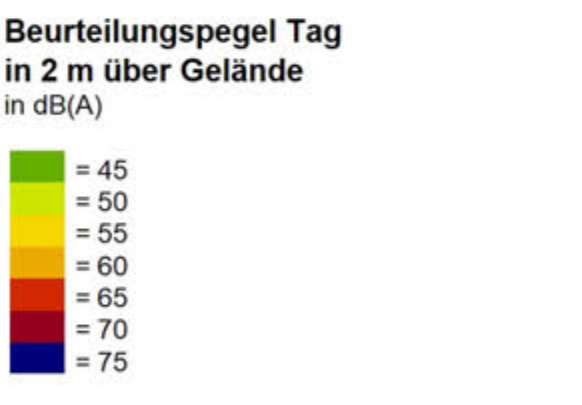 Beurteilungspegel Tag
in 2 m über Gelände
in dB(A)
= 45
= 50
= 55
= 60
= 65
= 70
= 75